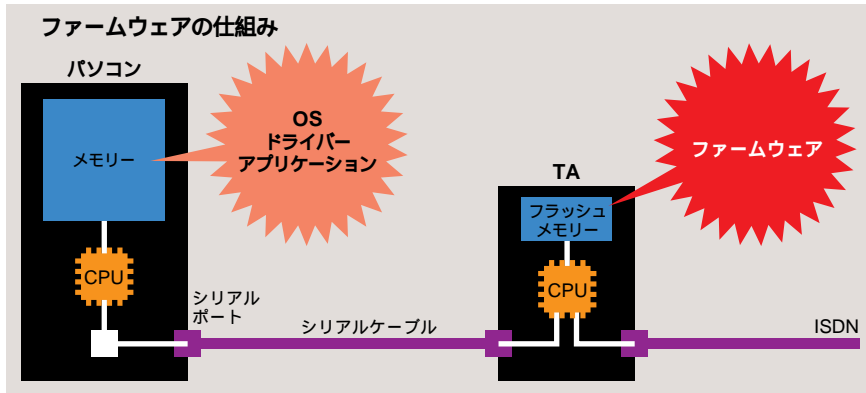 ファームウェアの仕組み
パソコン
メモリー
OS
ドライバー
アプリケーション
CPU
シリアル
ポート
シリアルケーブル
TA
フラッシュ
メモリー
CPU
ファームウェア
ISDN